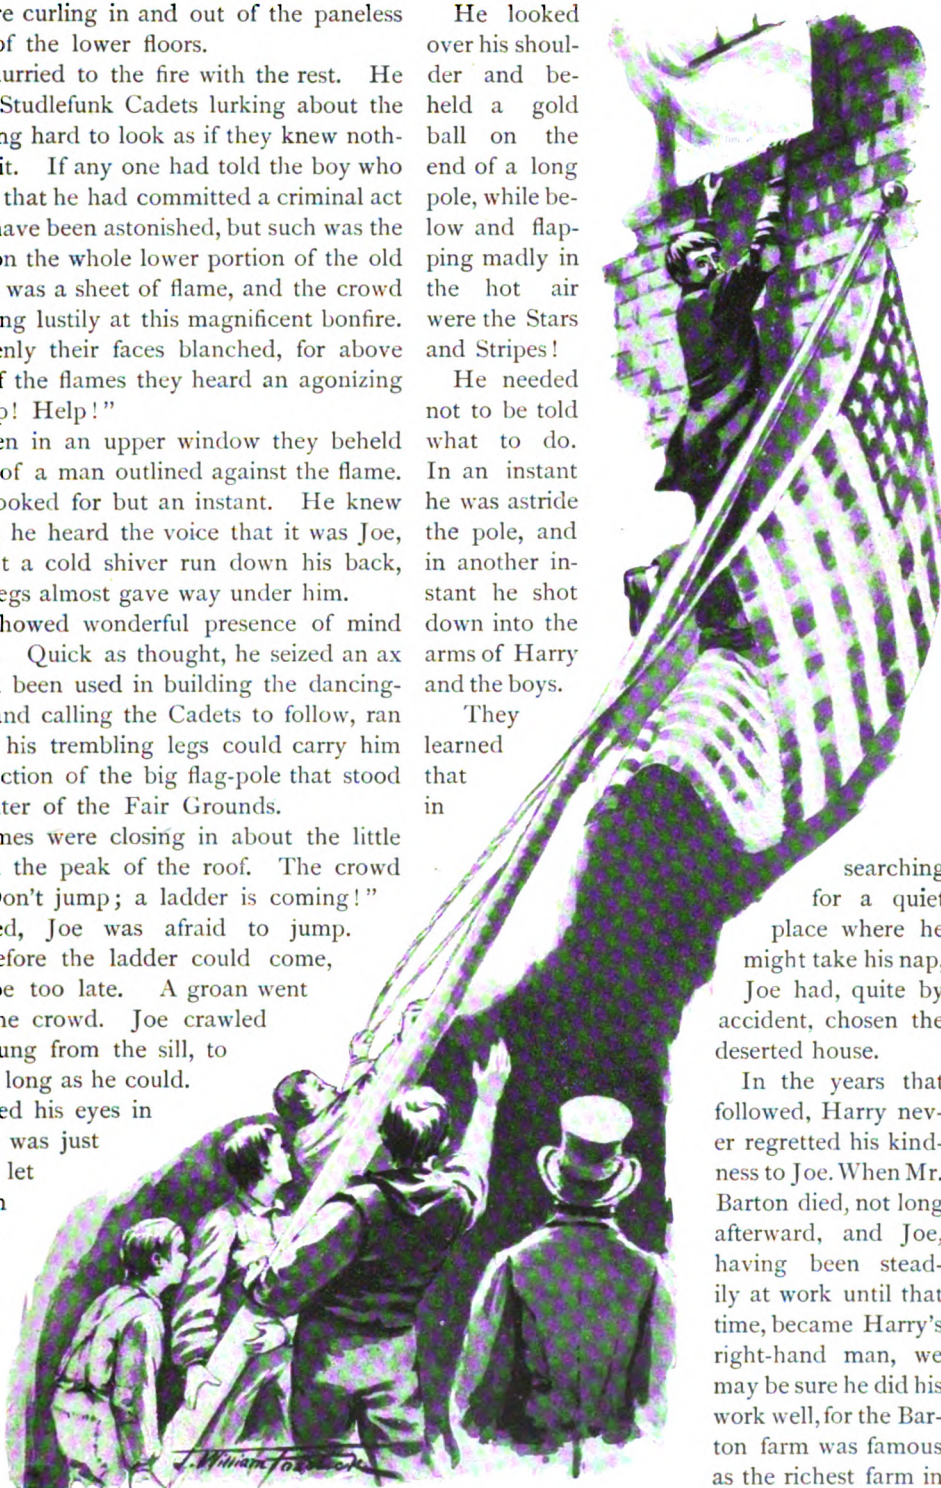 e curling in and out of the paneless
of the lower floors.
urried to the fire with the rest. He
Studlefunk Cadets lurking about the
ng hard to look as if they knew noth-
it. If any one had told the boy who
that he had committed a criminal act
ave been astonished, but such was the
on the whole lower portion of the old
was a sheet of flame, and the crowd
ng lustily at this magnificent bonfire.
enly their faces blanched, for above
f the flames they heard an agonizing
p! Help!”
en in an upper window they beheld
of a man outlined against the flame.
ooked for but an instant. He knew
he heard the voice that it was Joe,
t a cold shiver run down his back,
egs almost gave way under him.
howed wonderful presence of mind
Quick as thought, he seized an ax
been used in building the dancing-
nd calling the Cadets to follow, ran
his trembling legs could carry him
ction of the big flag-pole that stood
ter of the Fair Grounds.
mes were closing in about the little
the peak of the roof. The crowd
on't jump; a ladder is coming!”
ed, Joe was afraid to jump.
efore the ladder could come,
be too late. A groan went
he crowd. Joe crawled
ung from the sill, to
long as he could.
ed his eyes in
was just
let
n
He looked
over his shoul-
der and be-
held a gold
ball on the
end of a long
pole, while be-
low and flap-
ping madly in
the hot air
were the Stars
and Stripes!
He needed
not to be told
what to do.
In an instant
he was astride
the pole, and
in another in-
stant he shot
down into the
arms of Harry
and the boys.
They
learned
that
in
searching
for a quiet
place where he
might take his nap,
Joe had, quite by
accident, chosen the
deserted house.
In the years that
followed, Harry nev-
er regretted his kind-
ness to Joe. When Mr.
Barton died, not long
afterward, and Joe,
having been stead-
ily at work until that
time, became Harry's
right-hand man, we
may be sure he did his
work well, for the Bar-
ton farm was famous
as the richest farm in
William